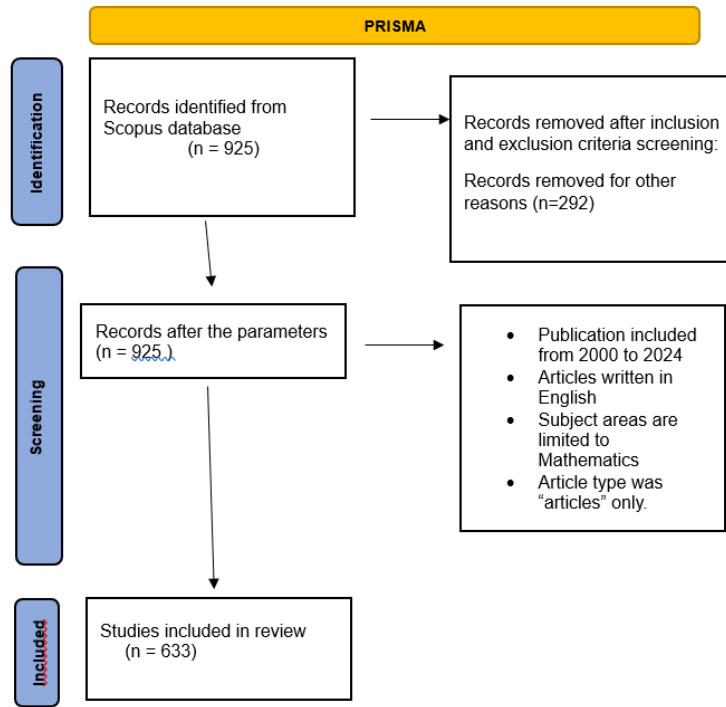 PRISMA
Identification
Records identified from
Scopus database
(n = 925)
Records removed after inclusion
and exclusion criteria screening:
Records removed for other
reasons (n=292)
Screening
Records after the parameters
(n = 925 )
• Publication included
from 2000 to 2024
• Articles written in
English
• Subject areas are
limited to
Mathematics
• Article type was
“articles” only.
Included
Studies included in review
(n = 633)